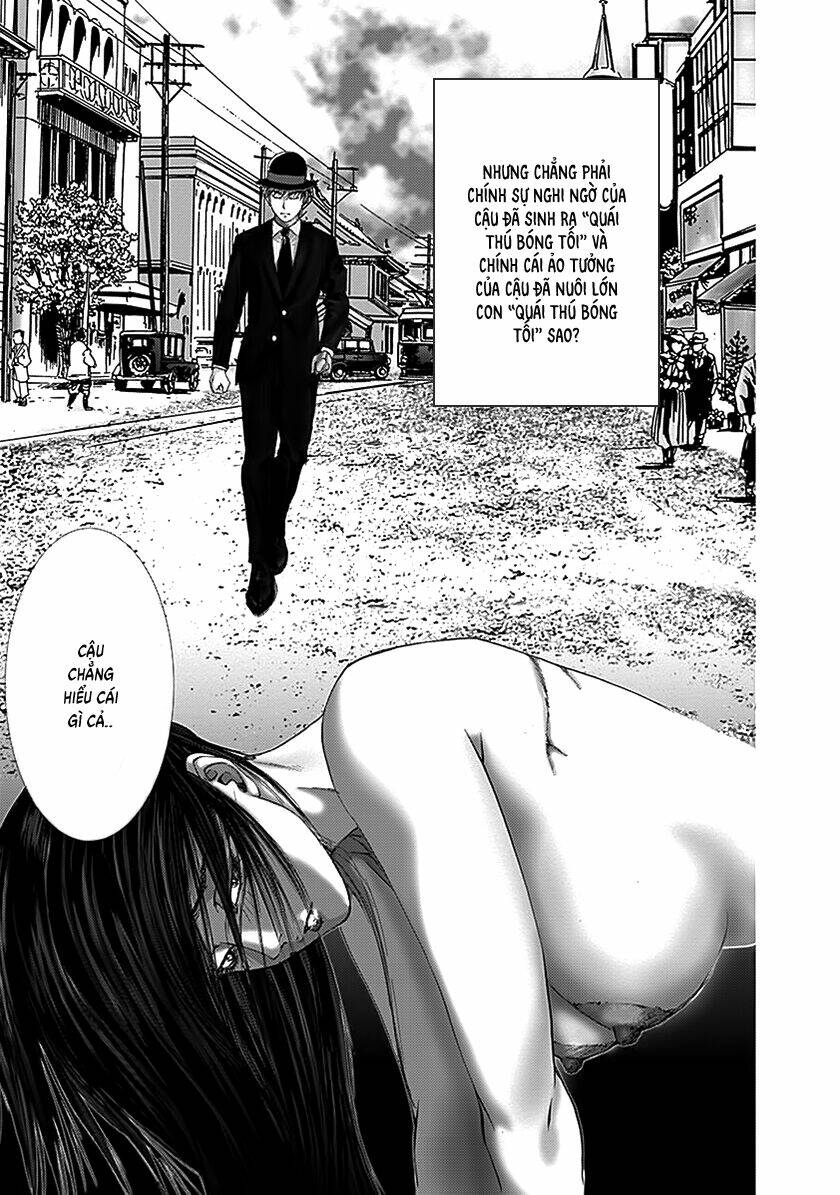 NHƯNG CHẲNG PHẢI
CHÍNH SỰ NGHI NGỜ CỦA
CẬU ĐÃ SINH RA “QUÁI
THÚ BÓNG TỐI” VÀ
CHÍNH CÁI ẢO TƯỞNG
CỦA CẬU ĐÃ NUÔI LỚN
CON “QUÁI THÚ BÓNG
TỐI” SAO?
CẬU
CHẲNG
HIỂU CÁI
GÌ CẢ..